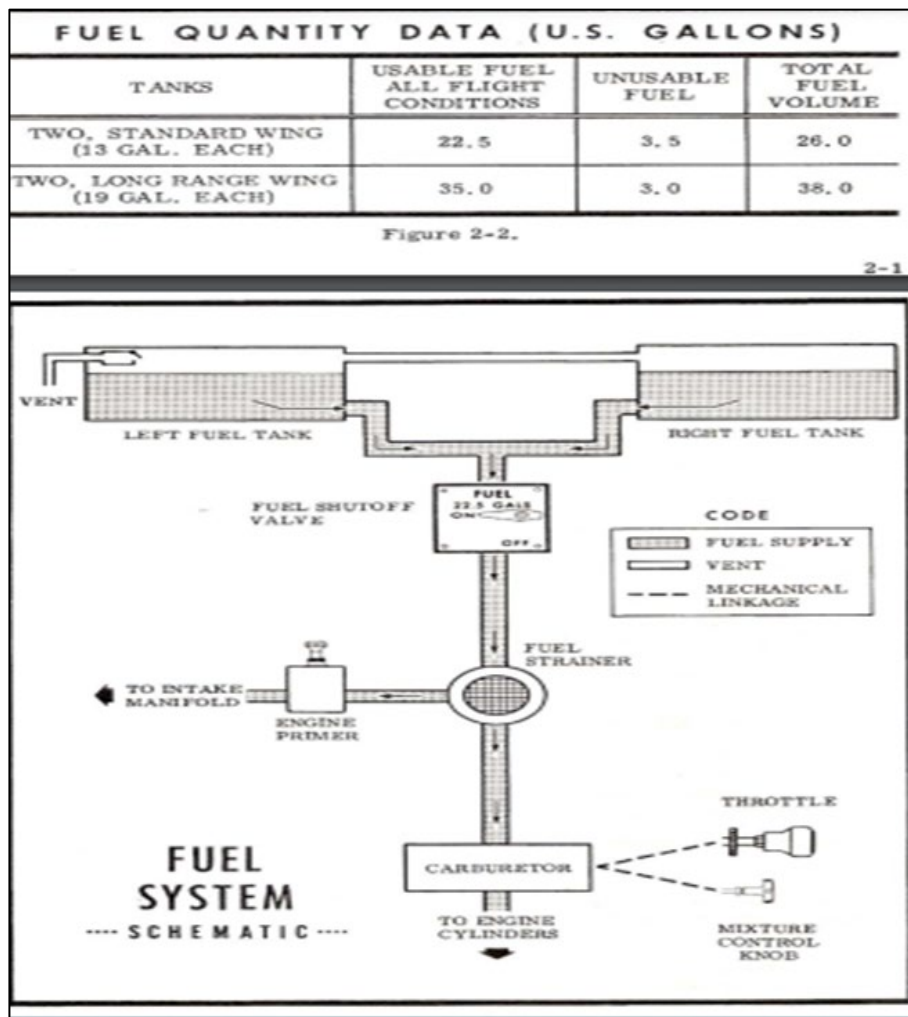 FUEL QUANTITY DATA (U.S. GALLONS)
TANKS
USABLE FUEL
ALL FLIGHT
CONDITIONS
UNUSABLE
FUEL
TOTAL
FUEL
VOLUME
TWO, STANDARD WING
(13 GAL. EACH)
22.5
3.5
26.0
TWO, LONG RANGE WING
(19 GAL. EACH)
35.0
3.0
38.0
Figure 2-2.
2-1
VENT
LEFT FUEL TANK
RIGHT FUEL TANK
FUEL SHUTOFF
VALVE
FUEL
22.5 GALS
ON
OFF
CODE
FUEL SUPPLY
VENT
MECHANICAL
LINKAGE
FUEL
STRAINER
TO INTAKE
MANIFOLD
ENGINE
PRIMER
THROTTLE
CARBURETOR
FUEL
SYSTEM
---- SCHEMATIC ----
TO ENGINE
CYLINDERS
MIXTURE
CONTROL
KNOB